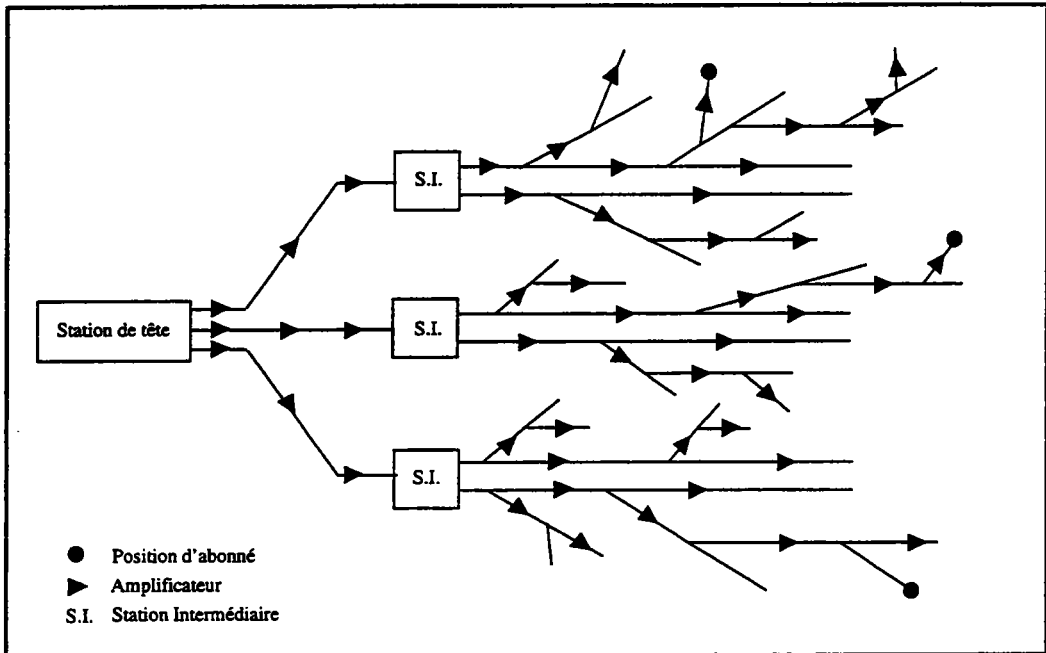 S.I.
Station de tête
S.I.
S.I.
Position d'abonné
Amplificateur
S.I. Station Intermédiaire